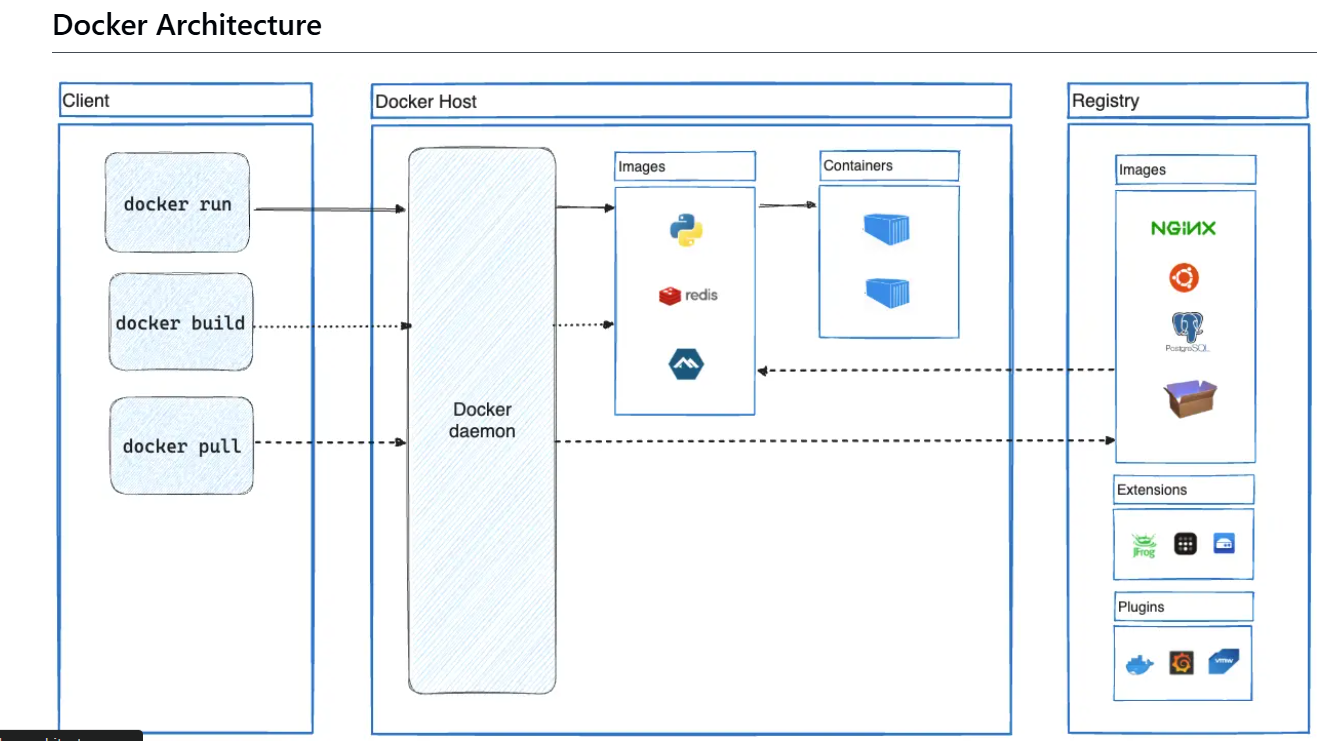 Docker Architecture
Client
Docker Host
Registry
docker run
docker build
docker pull
Docker
daemon
Images
redis
Containers
Images
NGINX
PostgreSQL
Extensions
JFrog
Plugins
vmw